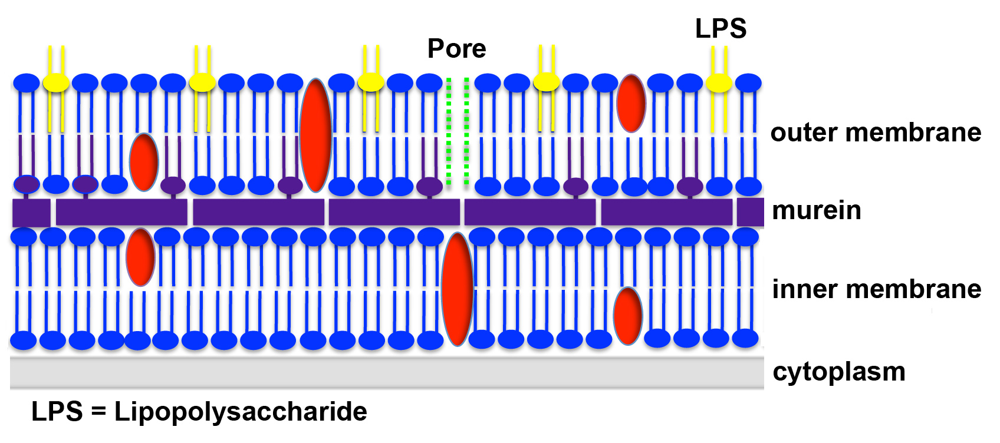 LPS
Pore
outer membrane
murein
inner membrane
cytoplasm
LPS = Lipopolysaccharide